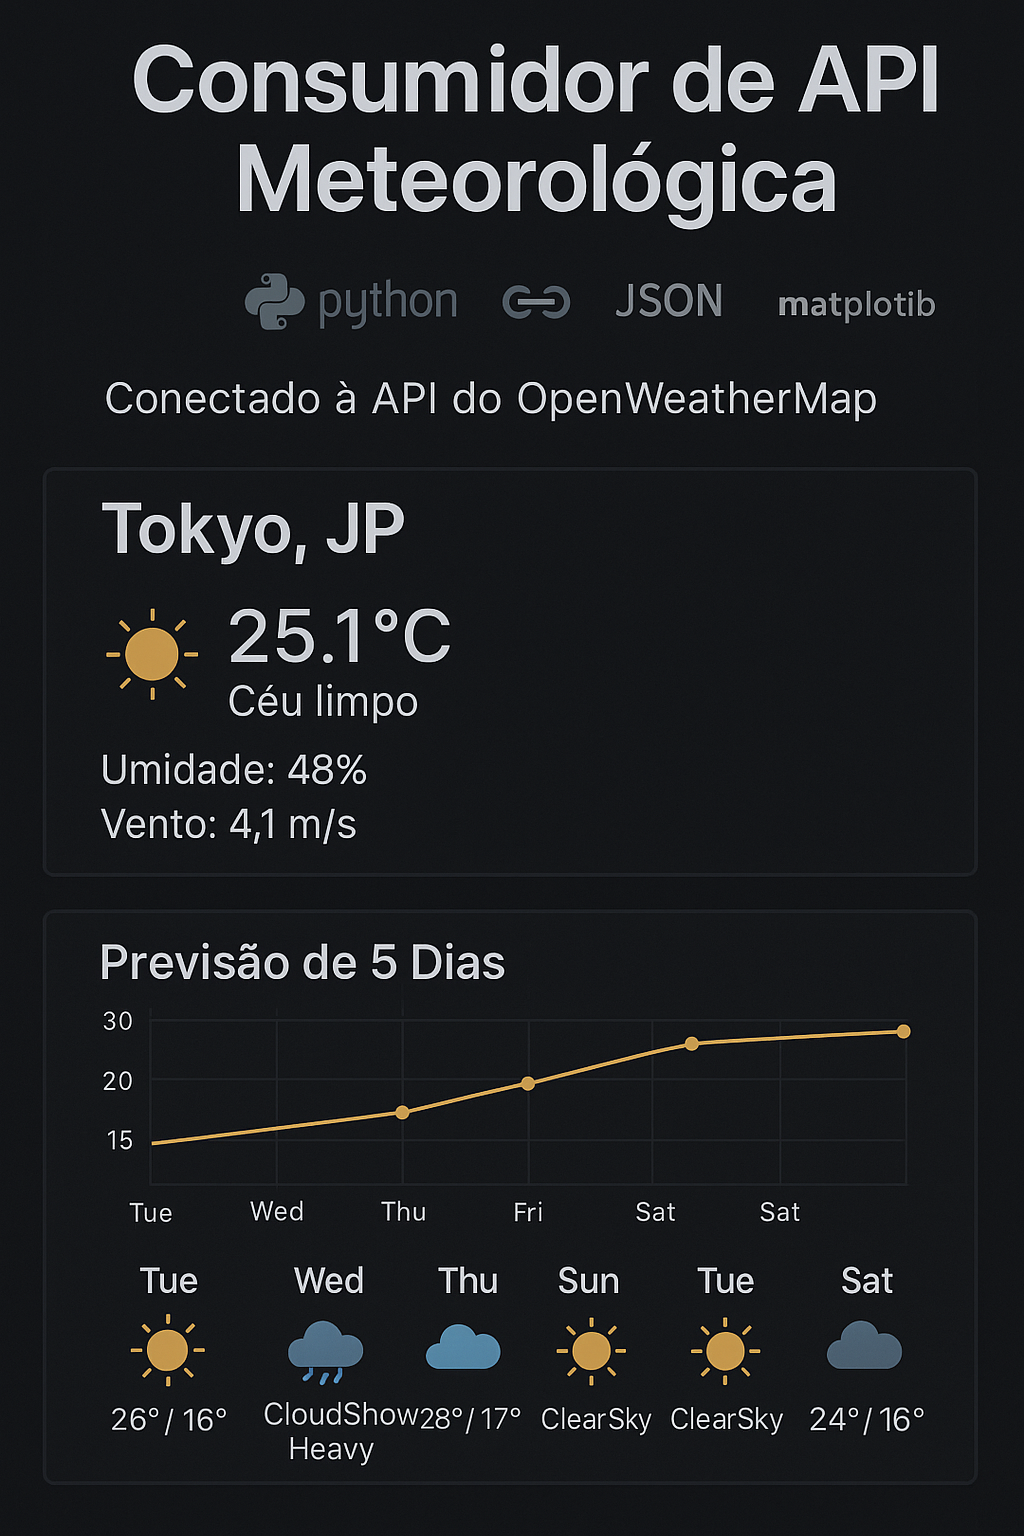 Consumidor de API
Meteorológica
python JSON matplotib
Conectado à API do OpenWeatherMap
Tokyo, JP
25.1°C
Céu limpo
Umidade: 48%
Vento: 4,1 m/s
Previsão de 5 Dias
30
20
15
Tue Wed Thu Fri Sat Sat
Tue Wed Thu Sun Tue Sat
26°/ 16° CloudShow 28°/ 17° ClearSky ClearSky 24°/ 16°
Heavy